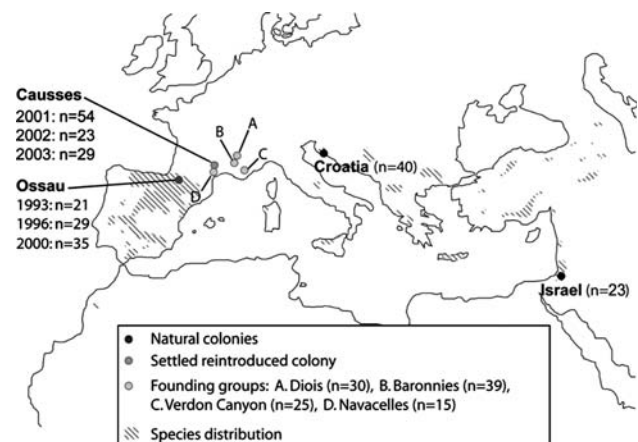 A
B
C
Causses
2001: n=54
2002: n=23
2003: n=29
Croatia (n=40)
Ossau
D
1993: n=21
1996: n=29
2000: n=35
Israel (n=23)
Natural colonies
Settled reintroduced colony
Founding groups: A. Diois (n=30), B. Baronnies (n=39),
C. Verdon Canyon (n=25), D. Navacelles (n=15)
Species distribution